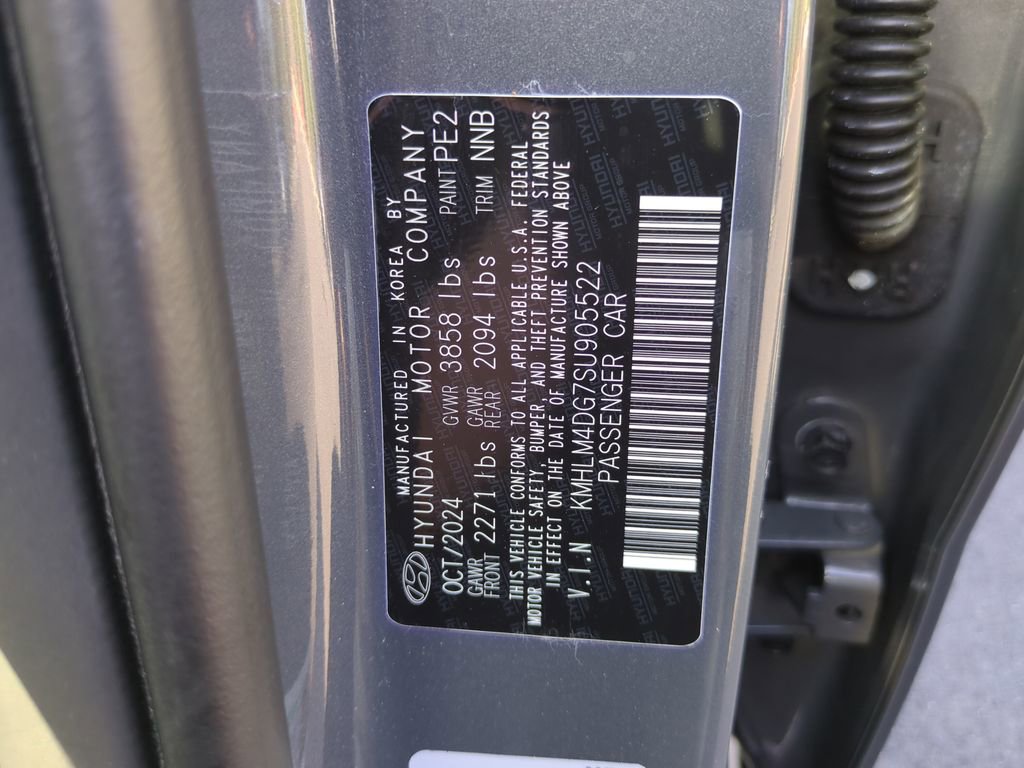 MANUFACTURED IN KOREA BY
HYUNDAI MOTOR COMPANY
OCT/2024 GVWR 3858 lbs PAINT PE2
GAWR FRONT 2271 lbs GAWR REAR 2094 lbs TRIM NNB
THIS VEHICLE CONFORMS TO ALL APPLICABLE U.S.A. FEDERAL
MOTOR VEHICLE SAFETY, BUMPER AND THEFT PREVENTION STANDARDS
IN EFFECT ON THE DATE OF MANUFACTURE SHOWN ABOVE
V.I.N KMHLM4DG7SU905522
PASSENGER CAR